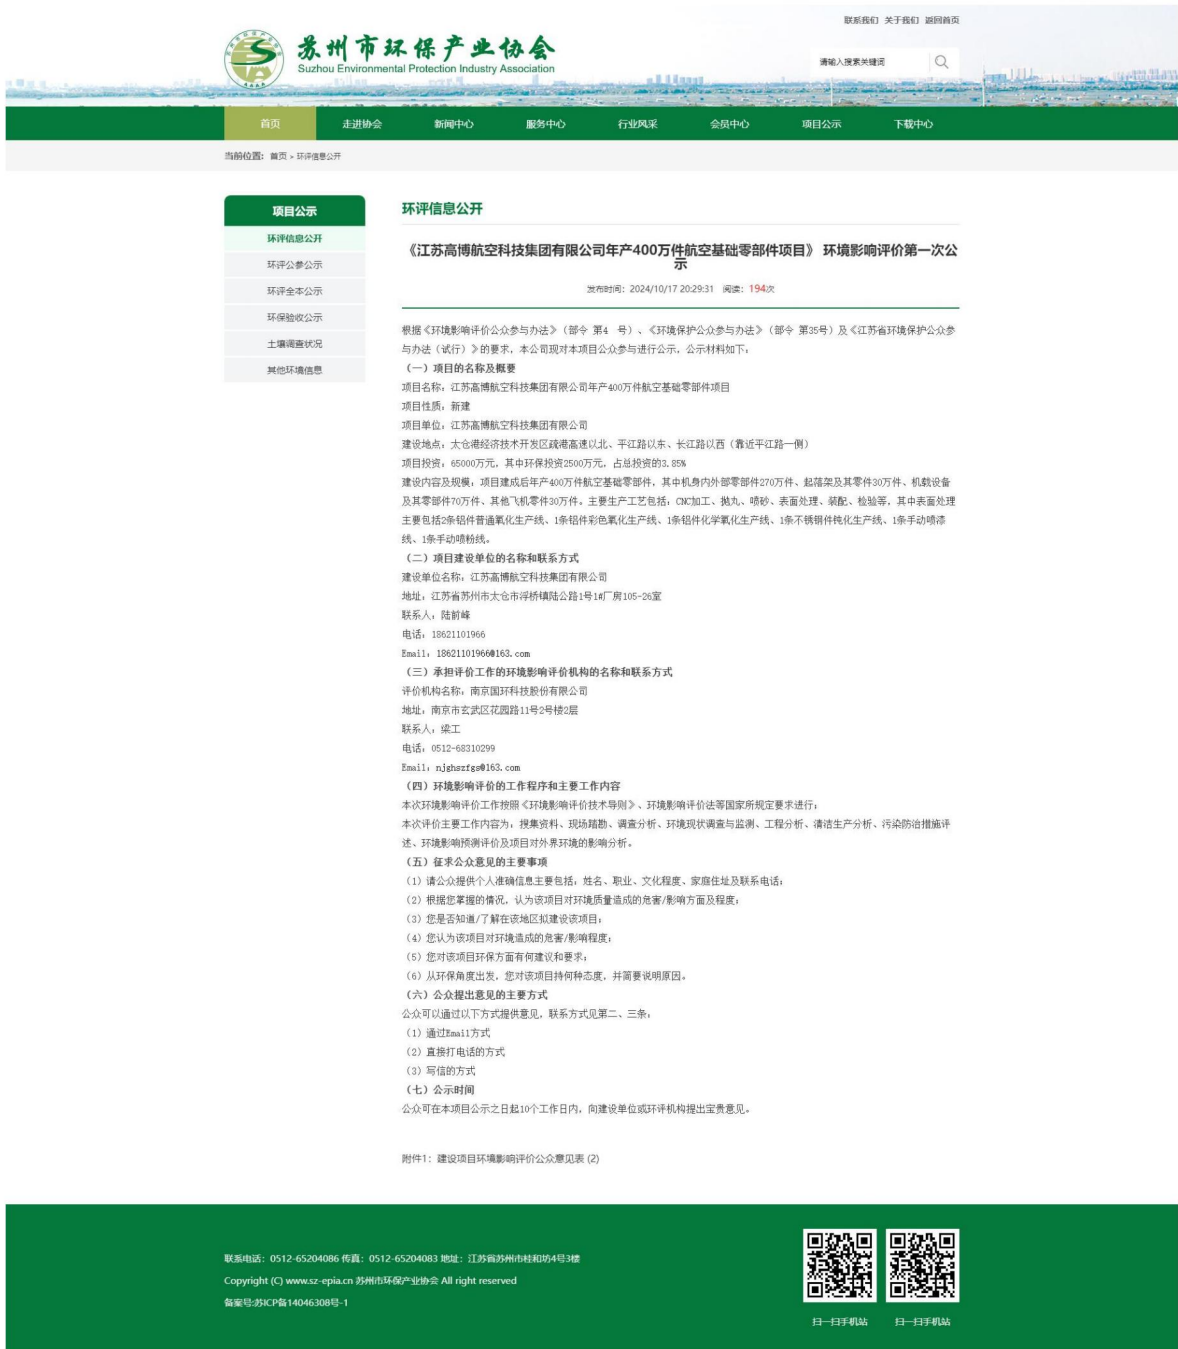 联系我们 关于我们 返回首页
苏州市环保产业协会
Suzhou Environmental Protection Industry Association
请输入搜素关键词
首页 走进协会 新闻中心 服务中心 行业风采 会员中心 项目公示 下载中心
当前位置：首页 > 环评信息公开
项目公示
环评信息公开
环评公参公示
环评全本公示
环保验收公示
土壤调查状况
其他环境信息
环评信息公开
《江苏高博航空科技集团有限公司年产400万件航空基础零部件项目》 环境影响评价第一次公
示
发布时间：2024/10/17 20:29:31 阅读：194次
根据《环境影响评价公众参与办法》（部令 第4 号）、《环境保护公众参与办法》（部令 第35号）及《江苏省环境保护公众参
与办法（试行）》的要求，本公司现对本项目公众参与进行公示，公示材料如下：
（一）项目的名称及概要
项目名称：江苏高博航空科技集团有限公司年产400万件航空基础零部件项目
项目性质：新建
项目单位：江苏高博航空科技集团有限公司
建设地点：太仓港经济技术开发区疏港高速以北、平江路以东、长江路以西（靠近平江路一侧）
项目投资：65000万元，其中环保投资2500万元，占总投资的3.85%
建设内容及规模：项目建成后年产400万件航空基础零部件，其中机身内外部零部件270万件、起落架及其零件30万件、机载设备
及其零部件70万件、其他飞机零件30万件。主要生产工艺包括：CNC加工、抛丸、喷砂、表面处理、装配、检验等，其中表面处理
主要包括2条铝件普通氧化生产线、1条铝件彩色氧化生产线、1条铝件化学氧化生产线、1条不锈钢件钝化生产线、1条手动喷漆
线、1条手动喷粉线。
（二）项目建设单位的名称和联系方式
建设单位名称：江苏高博航空科技集团有限公司
地址：江苏省苏州市太仓市浮桥镇陆公路1号1#厂房105-26室
联系人：陆前峰
电话：18621101966
Email：18621101966@163.com
（三）承担评价工作的环境影响评价机构的名称和联系方式
评价机构名称：南京国环科技股份有限公司
地址：南京市玄武区花园路11号2号楼2层
联系人：梁工
电话：0512-68310299
Email：njghszfgs@163.com
（四）环境影响评价的工作程序和主要工作内容
本次环境影响评价工作按照《环境影响评价技术导则》、环境影响评价法等国家所规定要求进行；
本次评价主要工作内容为：搜集资料、现场踏勘、调查分析、环境现状调查与监测、工程分析、清洁生产分析、污染防治措施评
述、环境影响预测评价及项目对外界环境的影响分析。
（五）征求公众意见的主要事项
（1）请公众提供个人准确信息主要包括：姓名、职业、文化程度、家庭住址及联系电话；
（2）根据您掌握的情况，认为该项目对环境质量造成的危害/影响方面及程度；
（3）您是否知道/了解在该地区拟建设该项目；
（4）您认为该项目对环境造成的危害/影响程度；
（5）您对该项目环保方面有何建议和要求；
（6）从环保角度出发，您对该项目持何种态度，并简要说明原因。
（六）公众提出意见的主要方式
公众可以通过以下方式提供意见，联系方式见第二、三条：
（1）通过Email方式
（2）直接打电话的方式
（3）写信的方式
（七）公示时间
公众可在本项目公示之日起10个工作日内，向建设单位或环评机构提出宝贵意见。
附件1：建设项目环境影响评价公众意见表 (2)
联系电话：0512-65204086 传真：0512-65204083 地址：江苏省苏州市桂和坊4号3楼
Copyright (C) www.sz-epia.cn 苏州市环保产业协会 All right reserved
备案号:苏ICP备14046308号-1
扫一扫手机站 扫一扫手机站